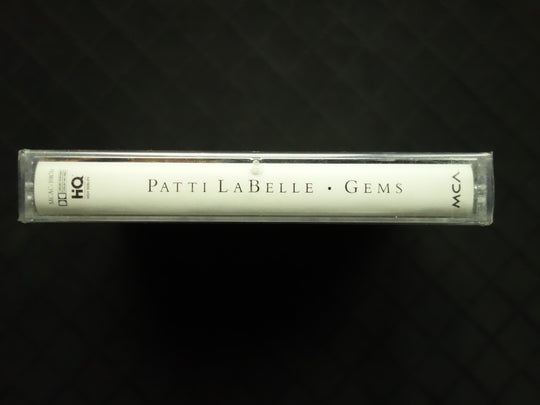 HQ
PATTI LABELLE • GEMS
MCA